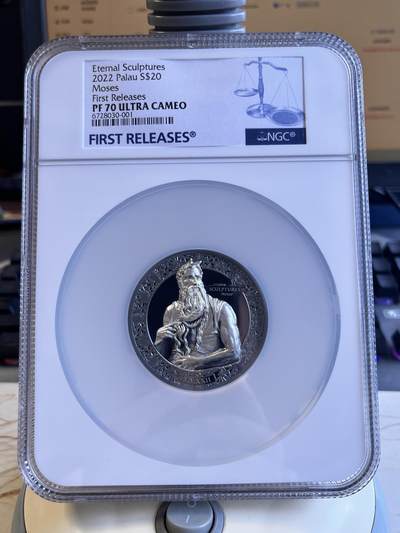 Eternal Sculptures
2022 Palau S$20
Moses
First Releases
PF 70 ULTRA CAMEO
6728030-001
FIRST RELEASES®
NGC®
SCULPTURES